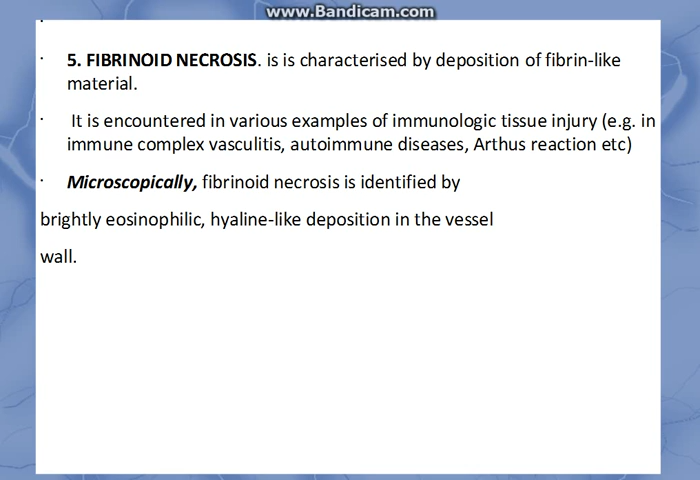 www.Bandicam.com
· 5. FIBRINOID NECROSIS. is is characterised by deposition of fibrin-like
material.
· It is encountered in various examples of immunologic tissue injury (e.g. in
immune complex vasculitis, autoimmune diseases, Arthus reaction etc)
· Microscopically, fibrinoid necrosis is identified by
brightly eosinophilic, hyaline-like deposition in the vessel
wall.